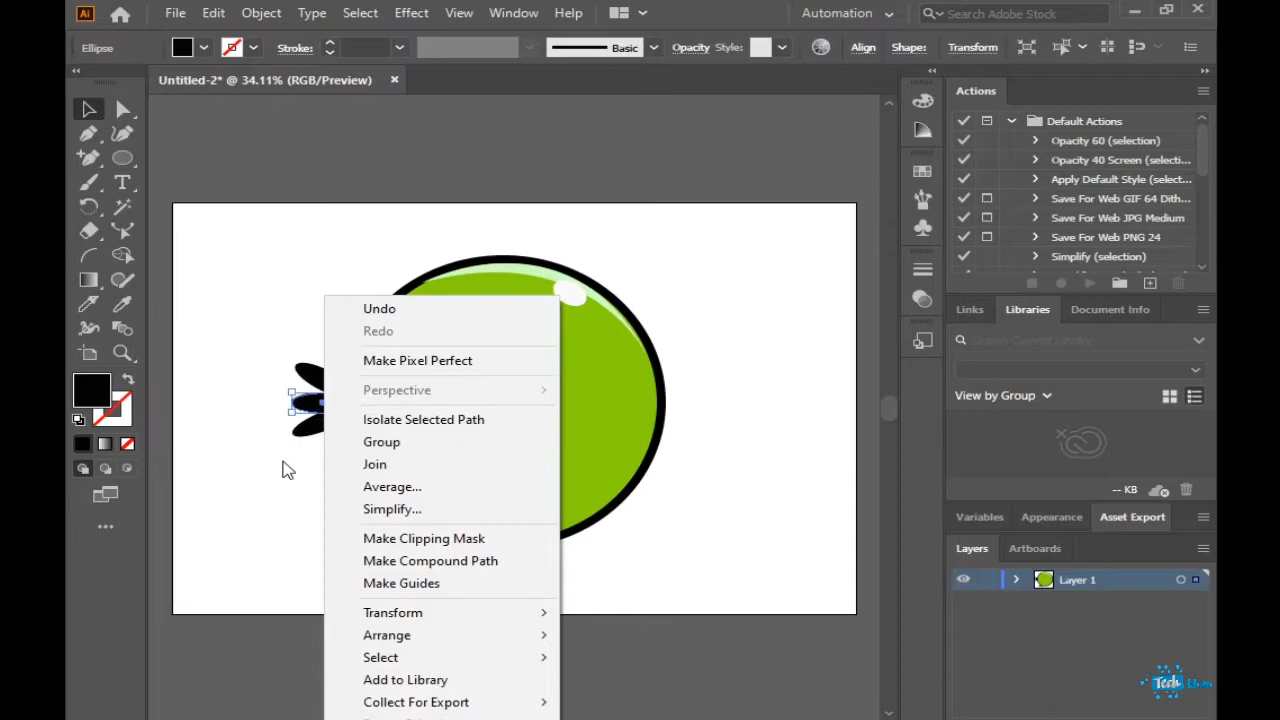 Ai File Edit Object Type Select Effect View Window Help Automation Search Adobe Stock
Ellipse Stroke: Basic Opacity Style: Align Shape: Transform
Untitled-2* @ 34.11% (RGB/Preview)
Actions
Default Actions
Opacity 60 (selection)
Opacity 40 Screen (selecti...
Apply Default Style (select...
Save For Web GIF 64 Dith...
Save For Web JPG Medium
Save For Web PNG 24
Simplify (selection)
Links Libraries Document Info
Search Current Library
View by Group
-- KB
Variables Appearance Asset Export
Layers Artboards
Layer 1
Undo
Redo
Make Pixel Perfect
Perspective
Isolate Selected Path
Group
Join
Average...
Simplify...
Make Clipping Mask
Make Compound Path
Make Guides
Transform
Arrange
Select
Add to Library
Collect For Export
Tech